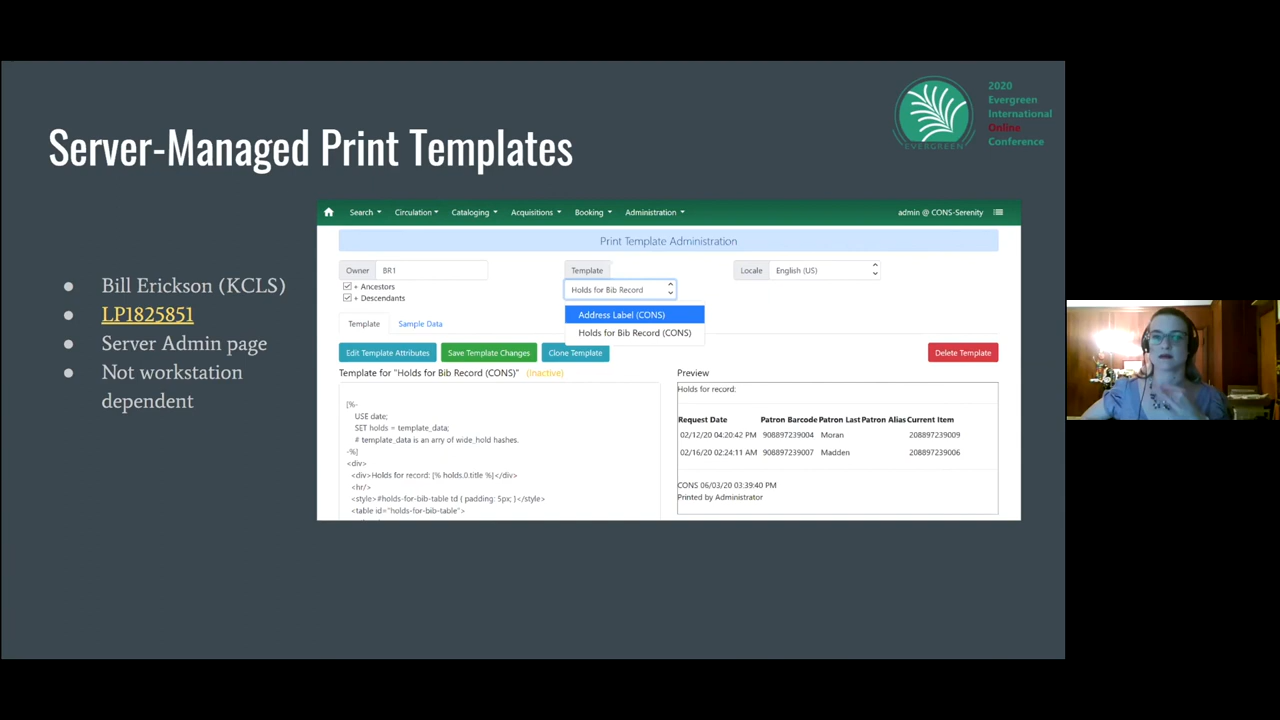 2020
Evergreen
International
Online
Conference
EVERGREEN
Server-Managed Print Templates
Bill Erickson (KCLS)
LP1825851
Server Admin page
Not workstation
dependent
Search Circulation Cataloging Acquisitions Booking Administration admin @ CONS-Serenity
Print Template Administration
Owner BR1 Template Locale English (US)
+ Ancestors
+ Descendants
Holds for Bib Record
Address Label (CONS)
Holds for Bib Record (CONS)
Template Sample Data
Edit Template Attributes Save Template Changes Clone Template Delete Template
Template for "Holds for Bib Record (CONS)" (Inactive)
[%-
USE date;
SET holds = template_data;
# template_data is an arry of wide_hold hashes.
-%]
<div>
<div>Holds for record: [% holds.0.title %]</div>
<hr/>
<style>#holds-for-bib-table td { padding: 5px; }</style>
<table id="holds-for-bib-table">
Preview
Holds for record:
Request Date Patron Barcode Patron Last Patron Alias Current Item
02/12/20 04:20:42 PM 908897239004 Moran 208897239009
02/16/20 02:24:11 AM 908897239007 Madden 208897239006
CONS 06/03/20 03:39:40 PM
Printed by Administrator